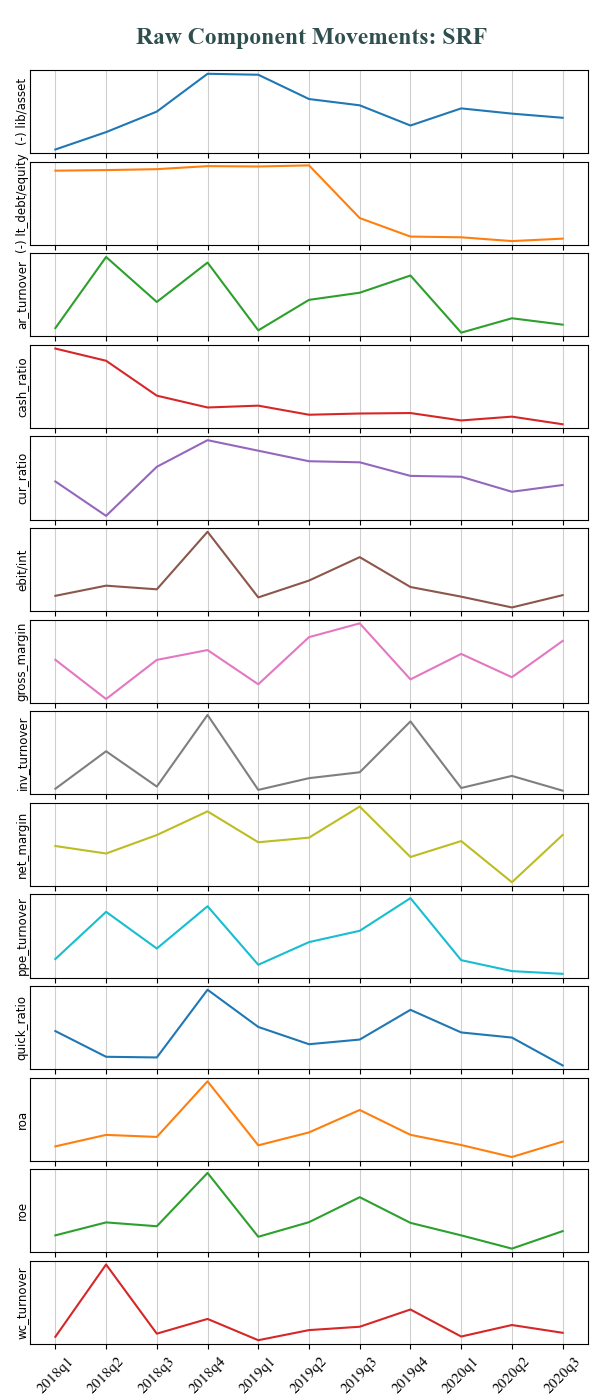 Raw Component Movements: SRF
(-) lib/asset
(-) lt_debt/equity
ar_turnover
cash_ratio
cur_ratio
ebit/int
gross_margin
inv_turnover
net_margin
ppe_turnover
quick_ratio
roa
roe
wc_turnover
2018q1 2018q2 2018q3 2018q4 2019q1 2019q2 2019q3 2019q4 2020q1 2020q2 2020q3